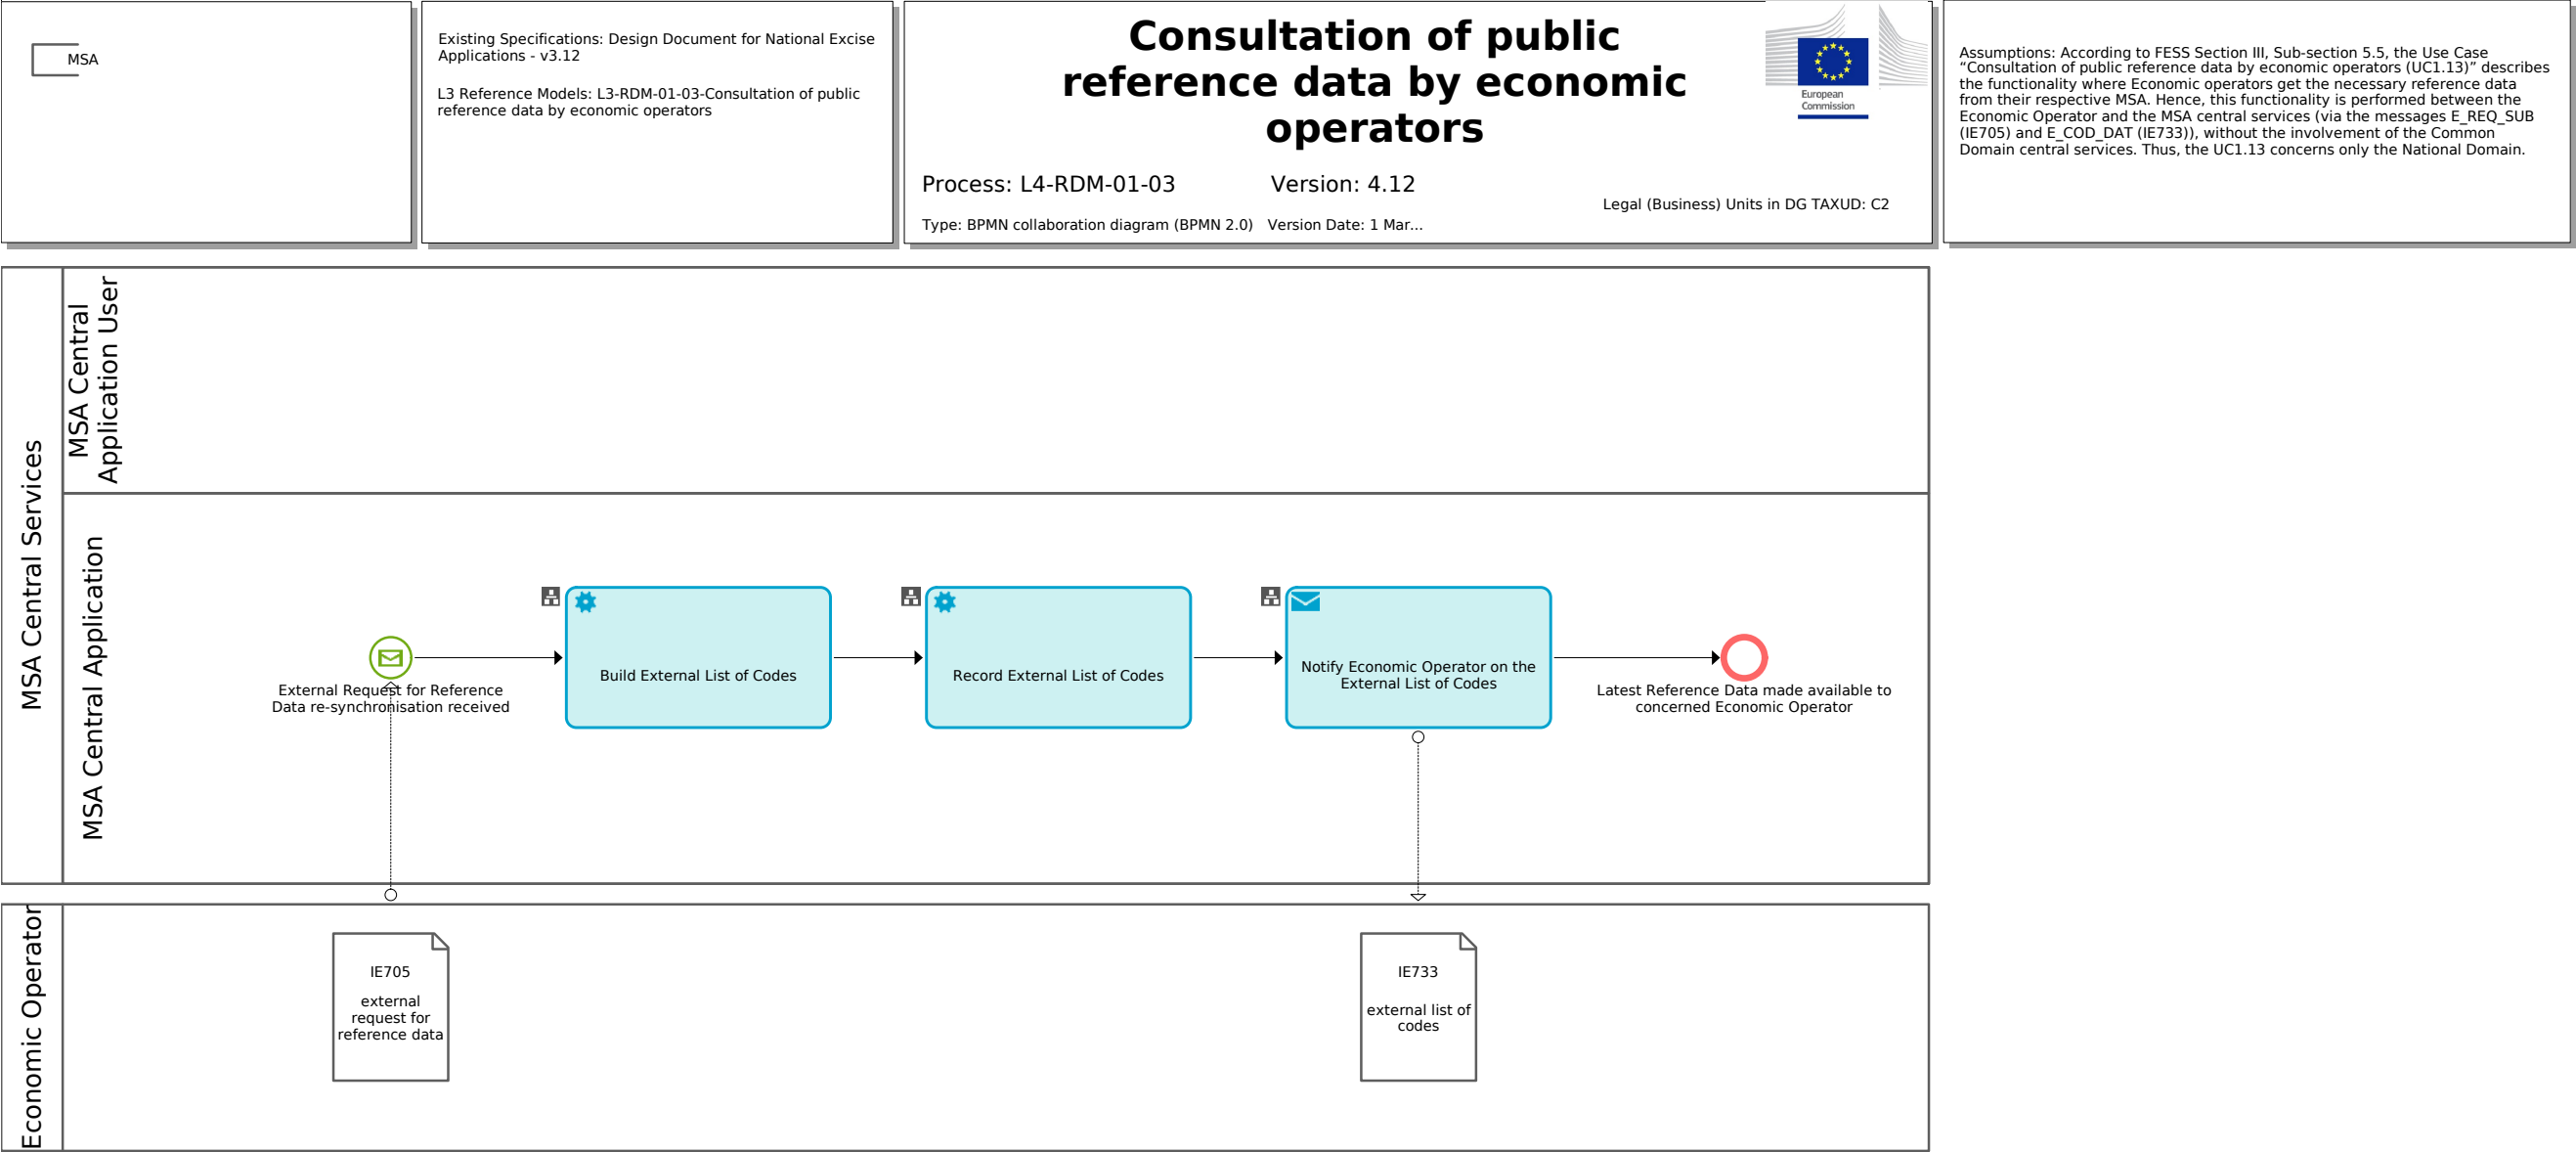 MSA
Existing Specifications: Design Document for National Excise
Applications - v3.12
L3 Reference Models: L3-RDM-01-03-Consultation of public
reference data by economic operators
Consultation of public
reference data by economic
operators
Process: L4-RDM-01-03
Version: 4.12
Legal (Business) Units in DG TAXUD: C2
Type: BPMN collaboration diagram (BPMN 2.0)
Version Date: 1 Mar...
European
Commission
Assumptions: According to FESS Section III, Sub-section 5.5, the Use Case
“Consultation of public reference data by economic operators (UC1.13)” describes
the functionality where Economic operators get the necessary reference data
from their respective MSA. Hence, this functionality is performed between the
Economic Operator and the MSA central services (via the messages E_REQ_SUB
(IE705) and E_COD_DAT (IE733)), without the involvement of the Common
Domain central services. Thus, the UC1.13 concerns only the National Domain.
MSA Central Services
MSA Central
Application User
MSA Central Application
External Request for Reference
Data re-synchronisation received
Build External List of Codes
Record External List of Codes
Notify Economic Operator on the
External List of Codes
Latest Reference Data made available to
concerned Economic Operator
Economic Operator
IE705
external
request for
reference data
IE733
external list of
codes